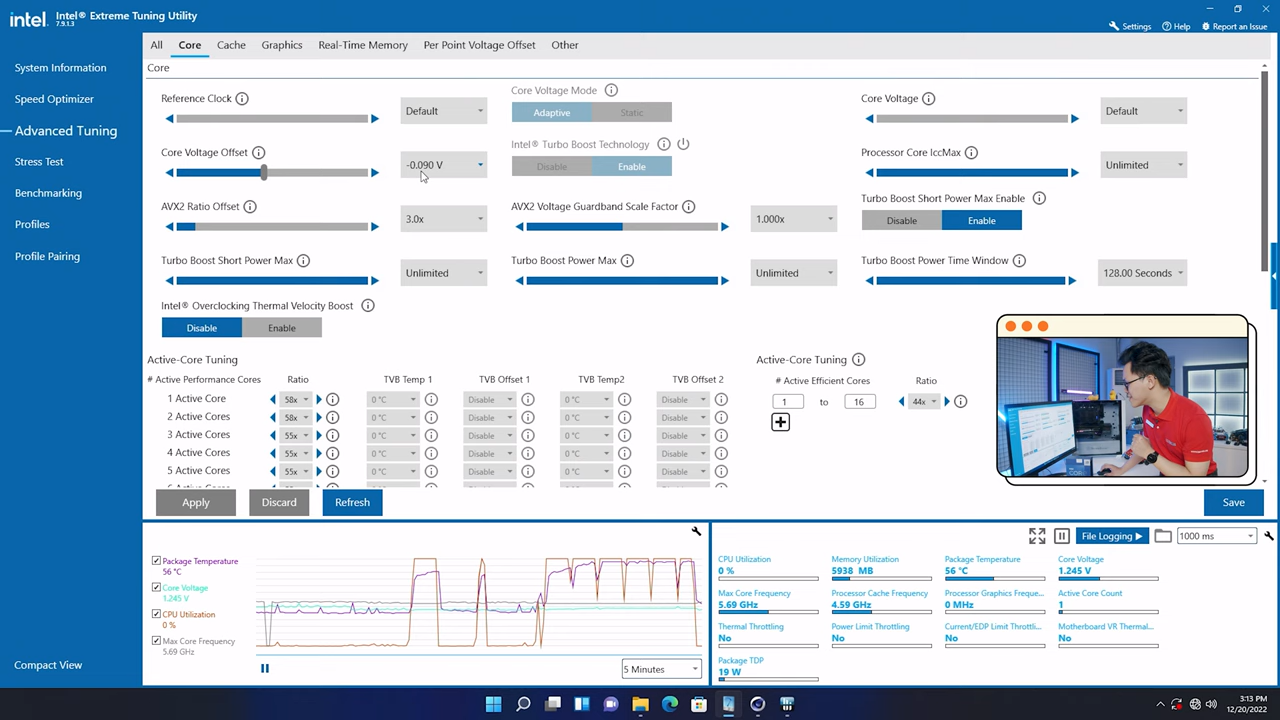 intel. Intel® Extreme Tuning Utility
7.9.1.3
Settings Help Report an Issue
System Information
Speed Optimizer
Advanced Tuning
Stress Test
Benchmarking
Profiles
Profile Pairing
Compact View
All Core Cache Graphics Real-Time Memory Per Point Voltage Offset Other
Core
Reference Clock Default
Core Voltage Mode
Adaptive Static
Core Voltage Default
Core Voltage Offset -0.090 V
Intel® Turbo Boost Technology
Disable Enable
Processor Core IccMax Unlimited
AVX2 Ratio Offset 3.0x
AVX2 Voltage Guardband Scale Factor 1.000x
Turbo Boost Short Power Max Enable
Disable Enable
Turbo Boost Short Power Max Unlimited
Turbo Boost Power Max Unlimited
Turbo Boost Power Time Window 128.00 Seconds
Intel® Overclocking Thermal Velocity Boost
Disable Enable
Active-Core Tuning
# Active Performance Cores Ratio TVB Temp 1 TVB Offset 1 TVB Temp2 TVB Offset 2
1 Active Core 58x 0 °C Disable 0 °C Disable
2 Active Cores 58x 0 °C Disable 0 °C Disable
3 Active Cores 55x 0 °C Disable 0 °C Disable
4 Active Cores 55x 0 °C Disable 0 °C Disable
5 Active Cores 55x 0 °C Disable 0 °C Disable
Active-Core Tuning
# Active Efficient Cores Ratio
1 to 16 44x
Apply Discard Refresh Save
Package Temperature
56 °C
Core Voltage
1.245 V
CPU Utilization
0 %
Max Core Frequency
5.69 GHz
5 Minutes
File Logging 1000 ms
CPU Utilization Memory Utilization Package Temperature Core Voltage
0 % 5938 MB 56 °C 1.245 V
Max Core Frequency Processor Cache Frequency Processor Graphics Freque... Active Core Count
5.69 GHz 4.59 GHz 0 MHz 1
Thermal Throttling Power Limit Throttling Current/EDP Limit Throttli... Motherboard VR Thermal...
No No No No
Package TDP
19 W
3:13 PM
12/20/2022